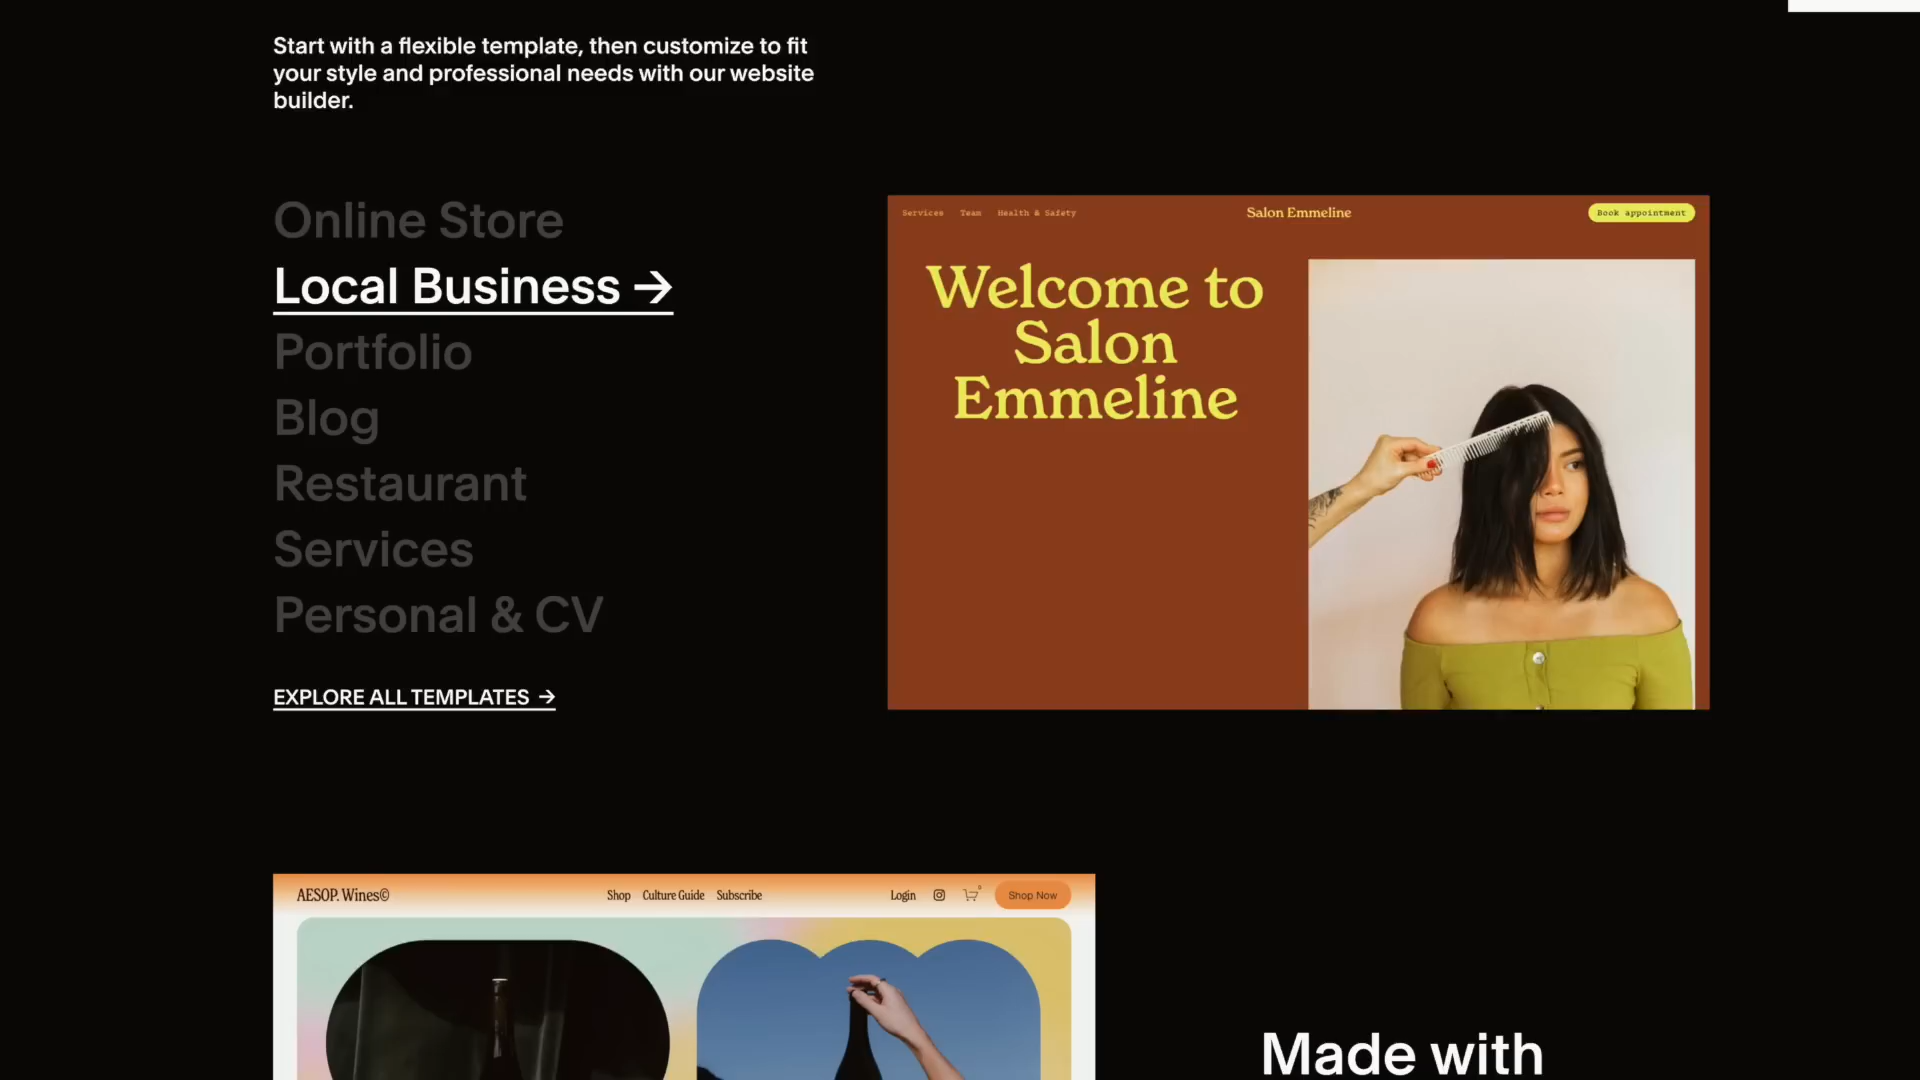 Start with a flexible template, then customize to fit
your style and professional needs with our website
builder.
Online Store
Local Business →
Portfolio
Blog
Restaurant
Services
Personal & CV
EXPLORE ALL TEMPLATES →
Services Team Health & Safety Salon Emmeline Book appointment
Welcome to
Salon
Emmeline
AESOP. Wines© Shop Culture Guide Subscribe Login 0 Shop Now
Made with